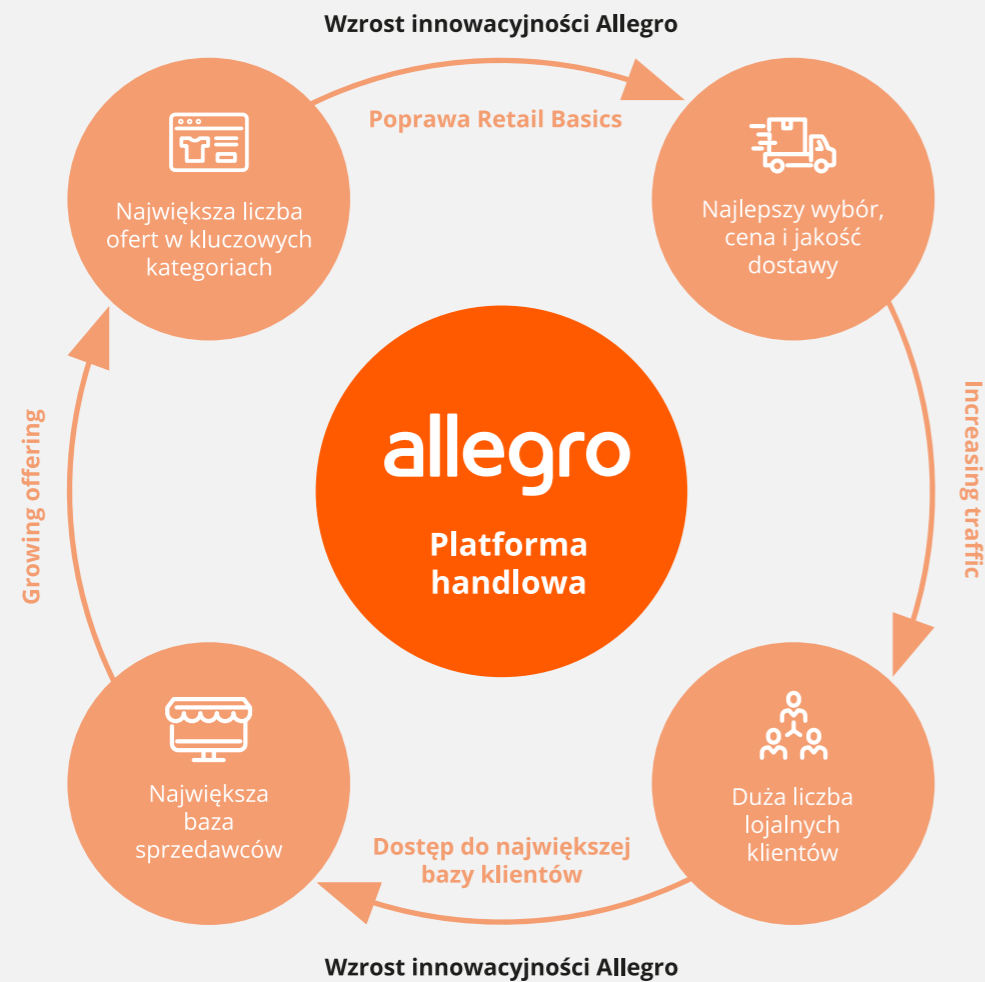 Wzrost innowacyjności Allegro
Poprawa Retail Basics
Największa liczba
ofert w kluczowych
kategoriach
Najlepszy wybór,
cena i jakość
dostawy
Growing offering
allegro
Platforma
handlowa
Increasing traffic
Największa
baza
sprzedawców
Dostęp do największej
bazy klientów
Duża liczba
lojalnych
klientów
Wzrost innowacyjności Allegro